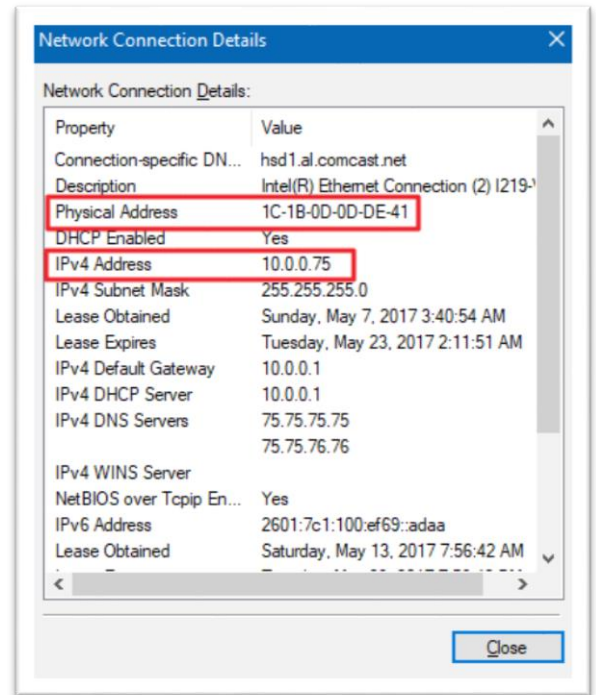 Network Connection Details
Network Connection Details:
Property Value
Connection-specific DN... hsd1.al.comcast.net
Description Intel(R) Ethernet Connection (2) I219-
Physical Address 1C-1B-0D-0D-DE-41
DHCP Enabled Yes
IPv4 Address 10.0.0.75
IPv4 Subnet Mask 255.255.255.0
Lease Obtained Sunday, May 7, 2017 3:40:54 AM
Lease Expires Tuesday, May 23, 2017 2:11:51 AM
IPv4 Default Gateway 10.0.0.1
IPv4 DHCP Server 10.0.0.1
IPv4 DNS Servers 75.75.75.75
75.75.76.76
IPv4 WINS Server
NetBIOS over Tcpip En... Yes
IPv6 Address 2601:7c1:100:ef69::adaa
Lease Obtained Saturday, May 13, 2017 7:56:42 AM
Close